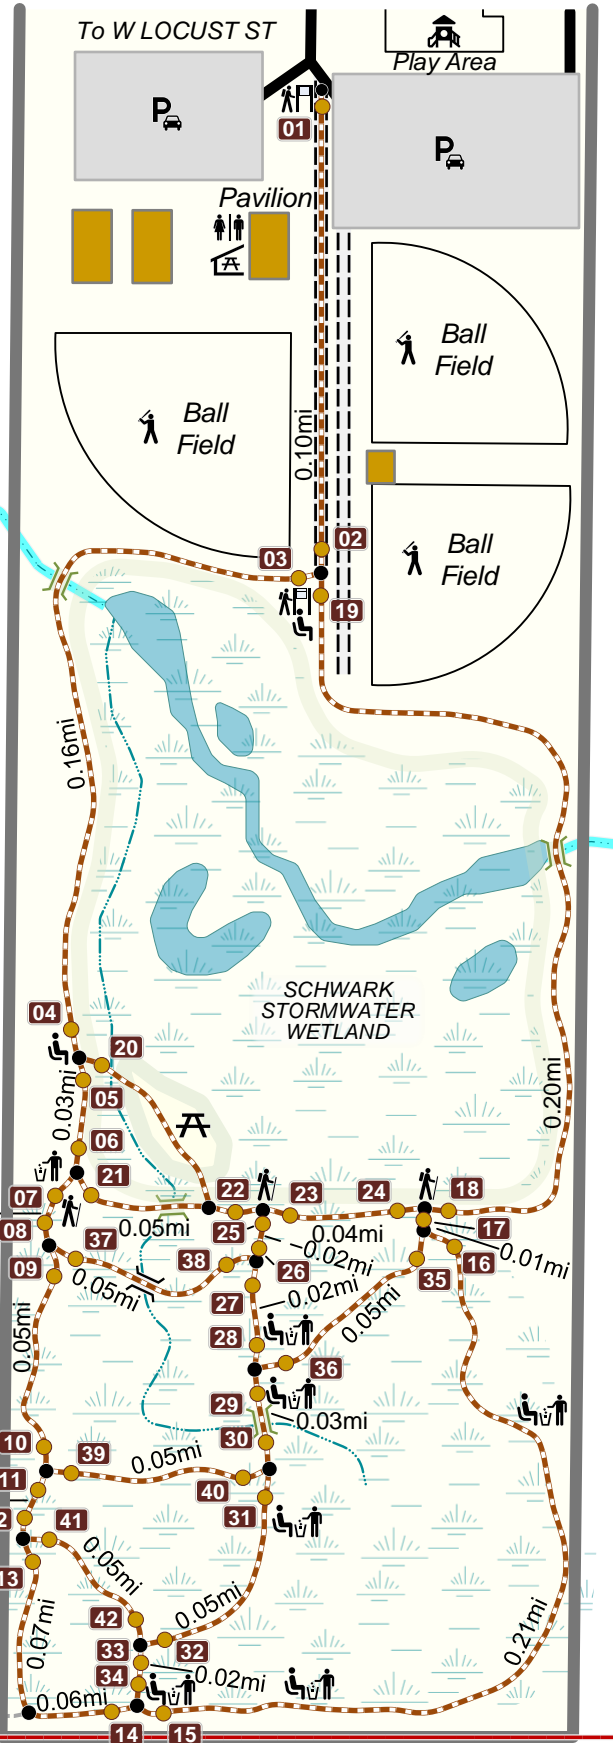 To W LOCUST ST
Play Area
P
01
P
Pavilion
Ball
Field
Ball
Field
0.10mi
02
03
Ball
Field
19
0.16mi
SCHWARK
STORMWATER
WETLAND
04
20
0.20mi
05
0.03mi
06
21
07
22
23
24
18
08
0.05mi
25
0.04mi
17
37
38
0.02mi
26
16
0.01mi
09
0.05mi
35
27
0.02mi
0.05mi
0.05mi
28
36
29
0.03mi
10
30
39
0.05mi
11
40
31
2
41
13
0.05mi
42
0.05mi
0.07mi
33
32
0.21mi
34
0.02mi
0.06mi
14
15